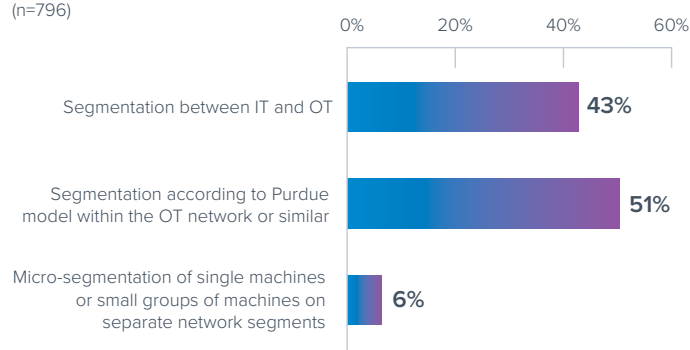 (n=796)
0% 20% 40% 60%
Segmentation between IT and OT 43%
Segmentation according to Purdue
model within the OT network or similar 51%
Micro-segmentation of single machines
or small groups of machines on 6%
separate network segments